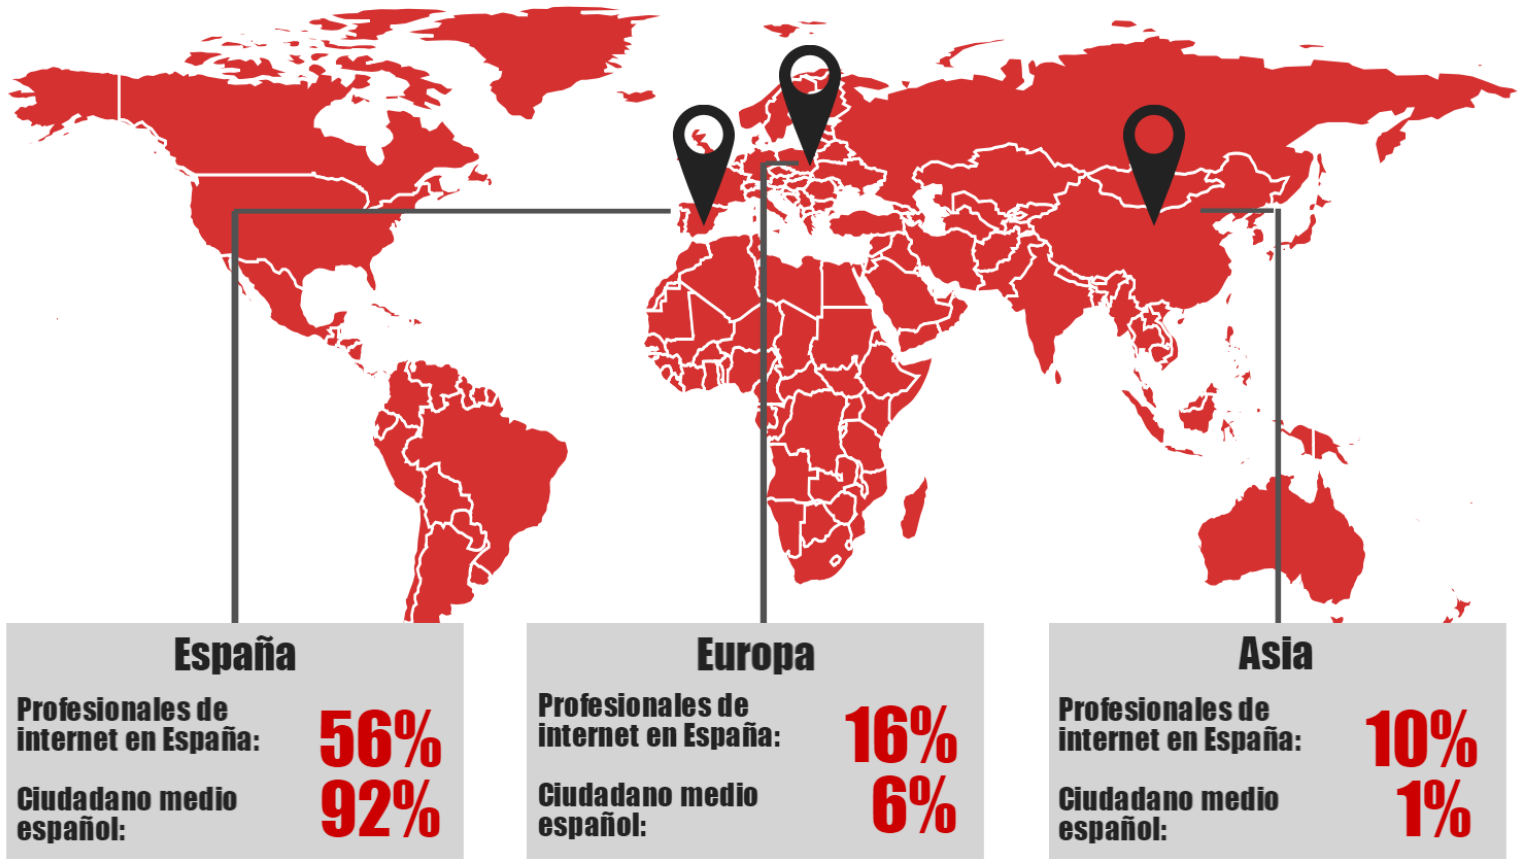 España
Profesionales de
internet en España:
56%
Ciudadano medio
español:
92%
Europa
Profesionales de
internet en España:
16%
Ciudadano medio
español:
6%
Asia
Profesionales de
internet en España:
10%
Ciudadano medio
español:
1%